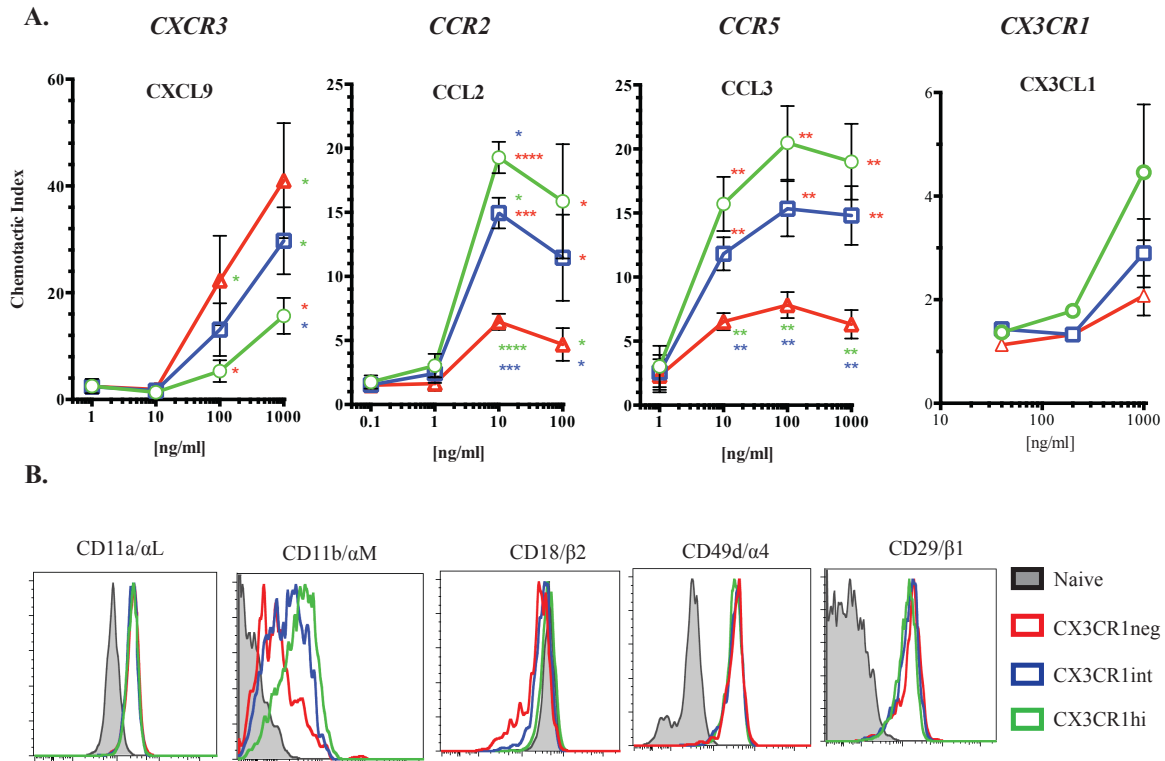 A.
CXCR3 CCR2 CCR5 CX3CR1
CXCL9 CCL2 CCL3 CX3CL1
Chemotactic Index
60
40
20
0
1 10 100 1000
[ng/ml]
* * * * * *
25
20
15
10
5
0
0.1 1 10 100
[ng/ml]
*
****
*
***
****
***
*
*
*
*
25
20
15
10
5
0
1 10 100 1000
[ng/ml]
** ** **
** ** **
** ** **
** ** **
6
4
2
0
10 100 1000
[ng/ml]
B.
CD11a/αL CD11b/αM CD18/β2 CD49d/α4 CD29/β1
Naive
CX3CR1neg
CX3CR1int
CX3CR1hi